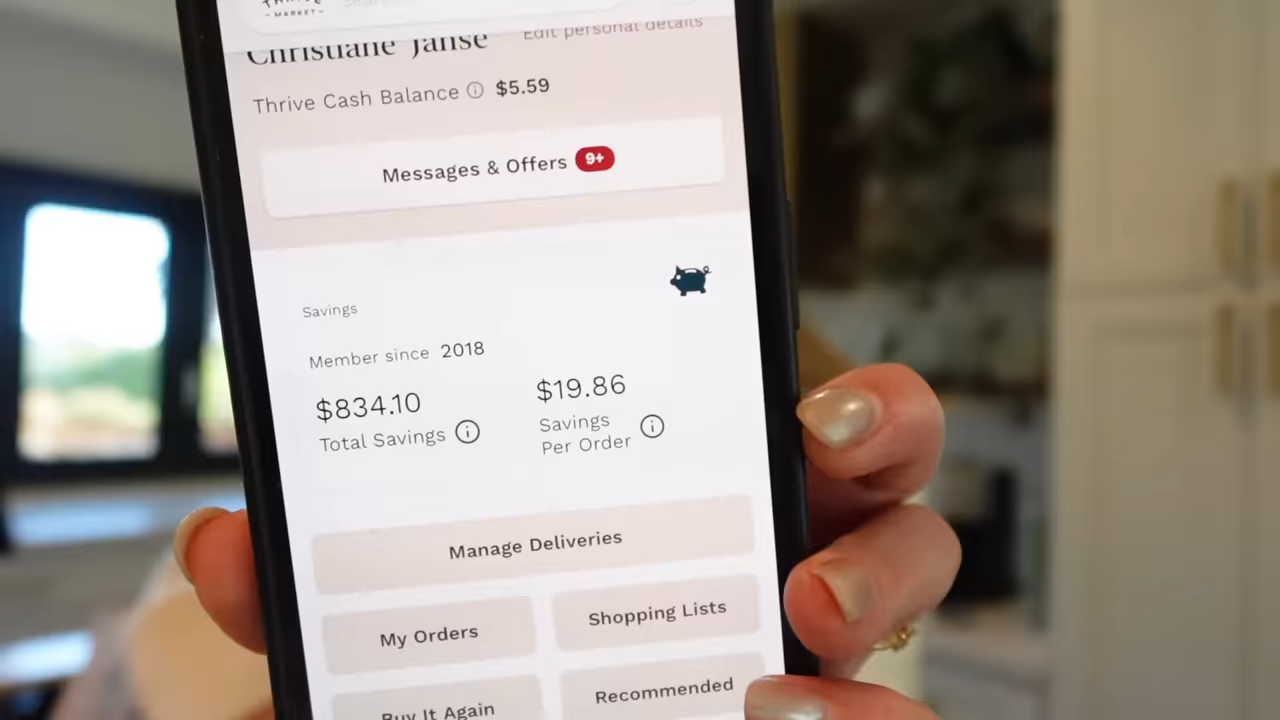 MARKET
Christiane Janse Edit personal details
Thrive Cash Balance $5.59
Messages & Offers 9+
Savings
Member since 2018
$834.10 $19.86
Total Savings Savings
Per Order
Manage Deliveries
My Orders Shopping Lists
Buy It Again Recommended